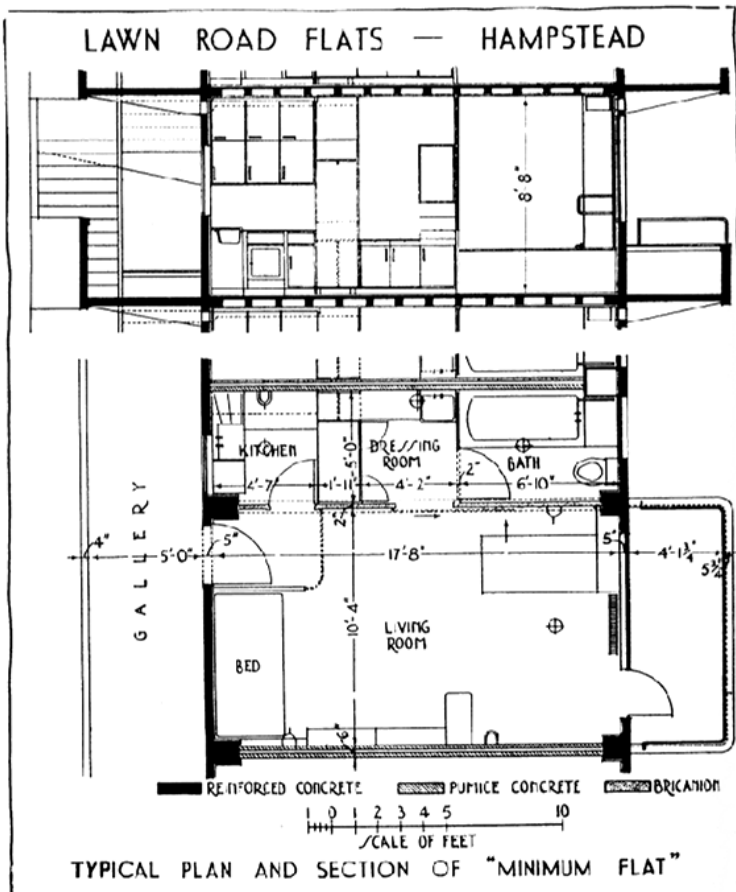 LAWN ROAD FLATS — HAMPSTEAD
8'-8"
KITCHEN
DRESSING
ROOM
BATH
4'-7"
1'-11"
5'-0"
4'-2"
2"
6'-10"
2"
GALLERY
4"
5'-0"
5"
17'-8"
5"
4'-1¾"
5¾"
10'-4"
LIVING
ROOM
BED
6"
REINFORCED CONCRETE PUMICE CONCRETE BRICANION
1 0 1 2 3 4 5 10
SCALE OF FEET
TYPICAL PLAN AND SECTION OF "MINIMUM FLAT"